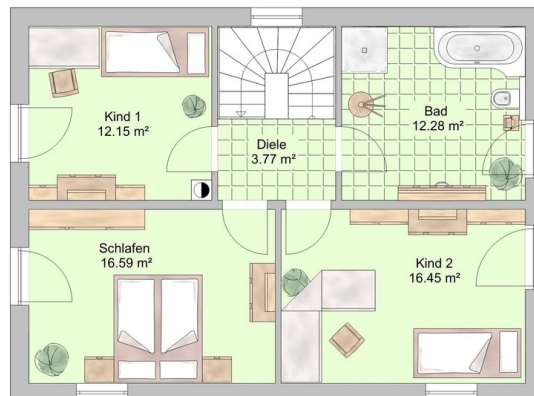 Kind 1
12.15 m²
Diele
3.77 m²
Bad
12.28 m²
Schlafen
16.59 m²
Kind 2
16.45 m²